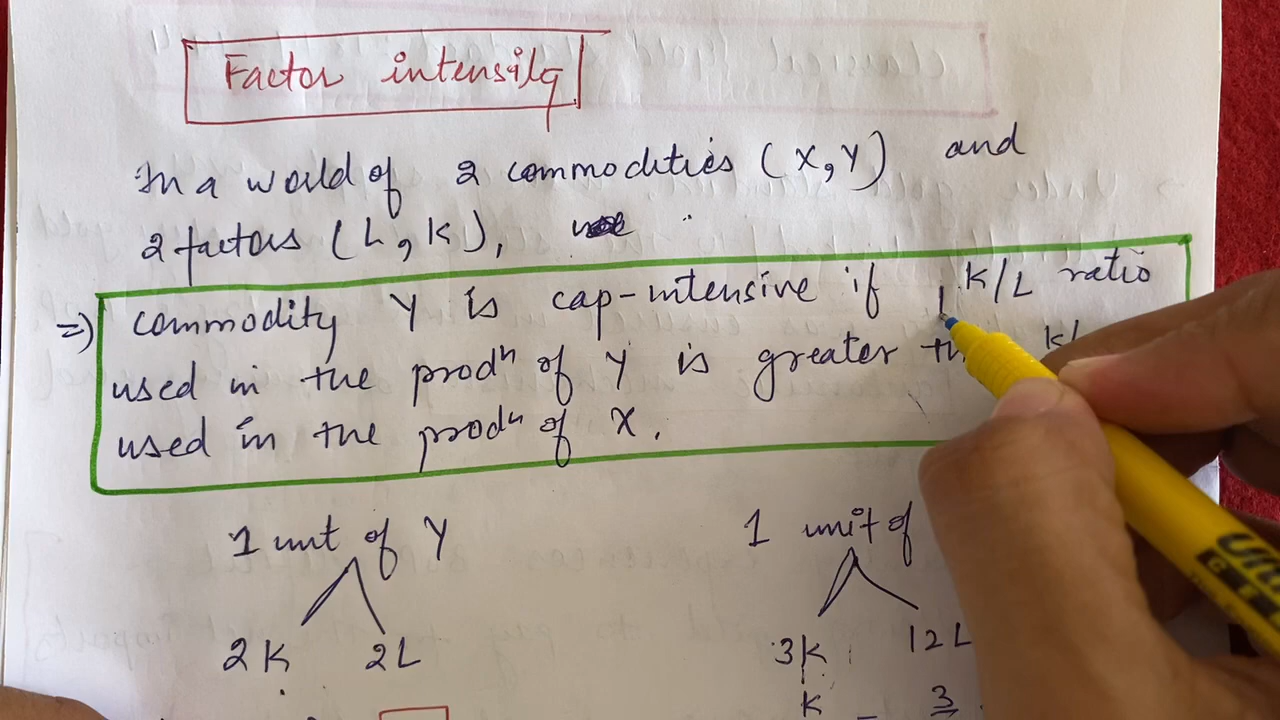 Factor intensity
In a world of 2 commodities (X, Y) and
2 factors (L, K),
=) commodity Y is cap-intensive if K/L ratio
used in the prodⁿ of Y is greater K/
used in the prodⁿ of X.
1 unit of Y 1 unit of
2K 2L 3K 12L
K 3